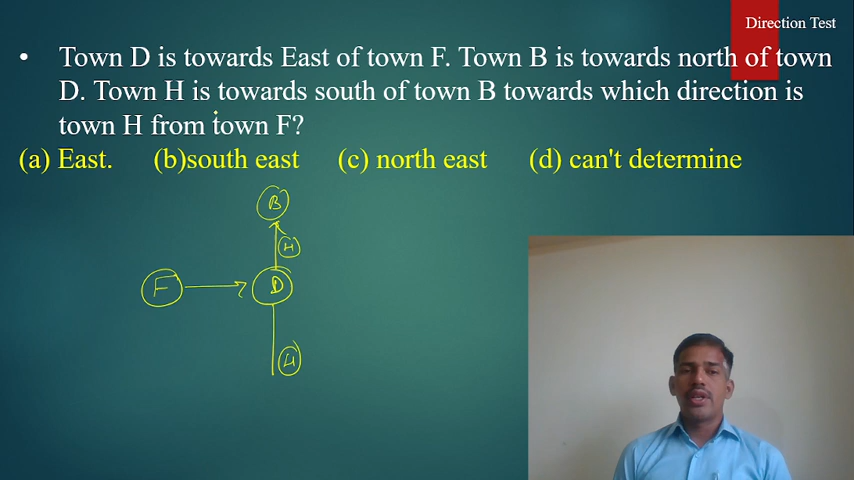 Direction Test
• Town D is towards East of town F. Town B is towards north of town
D. Town H is towards south of town B towards which direction is
town H from town F?
(a) East. (b)south east (c) north east (d) can't determine
B
H
F D
H